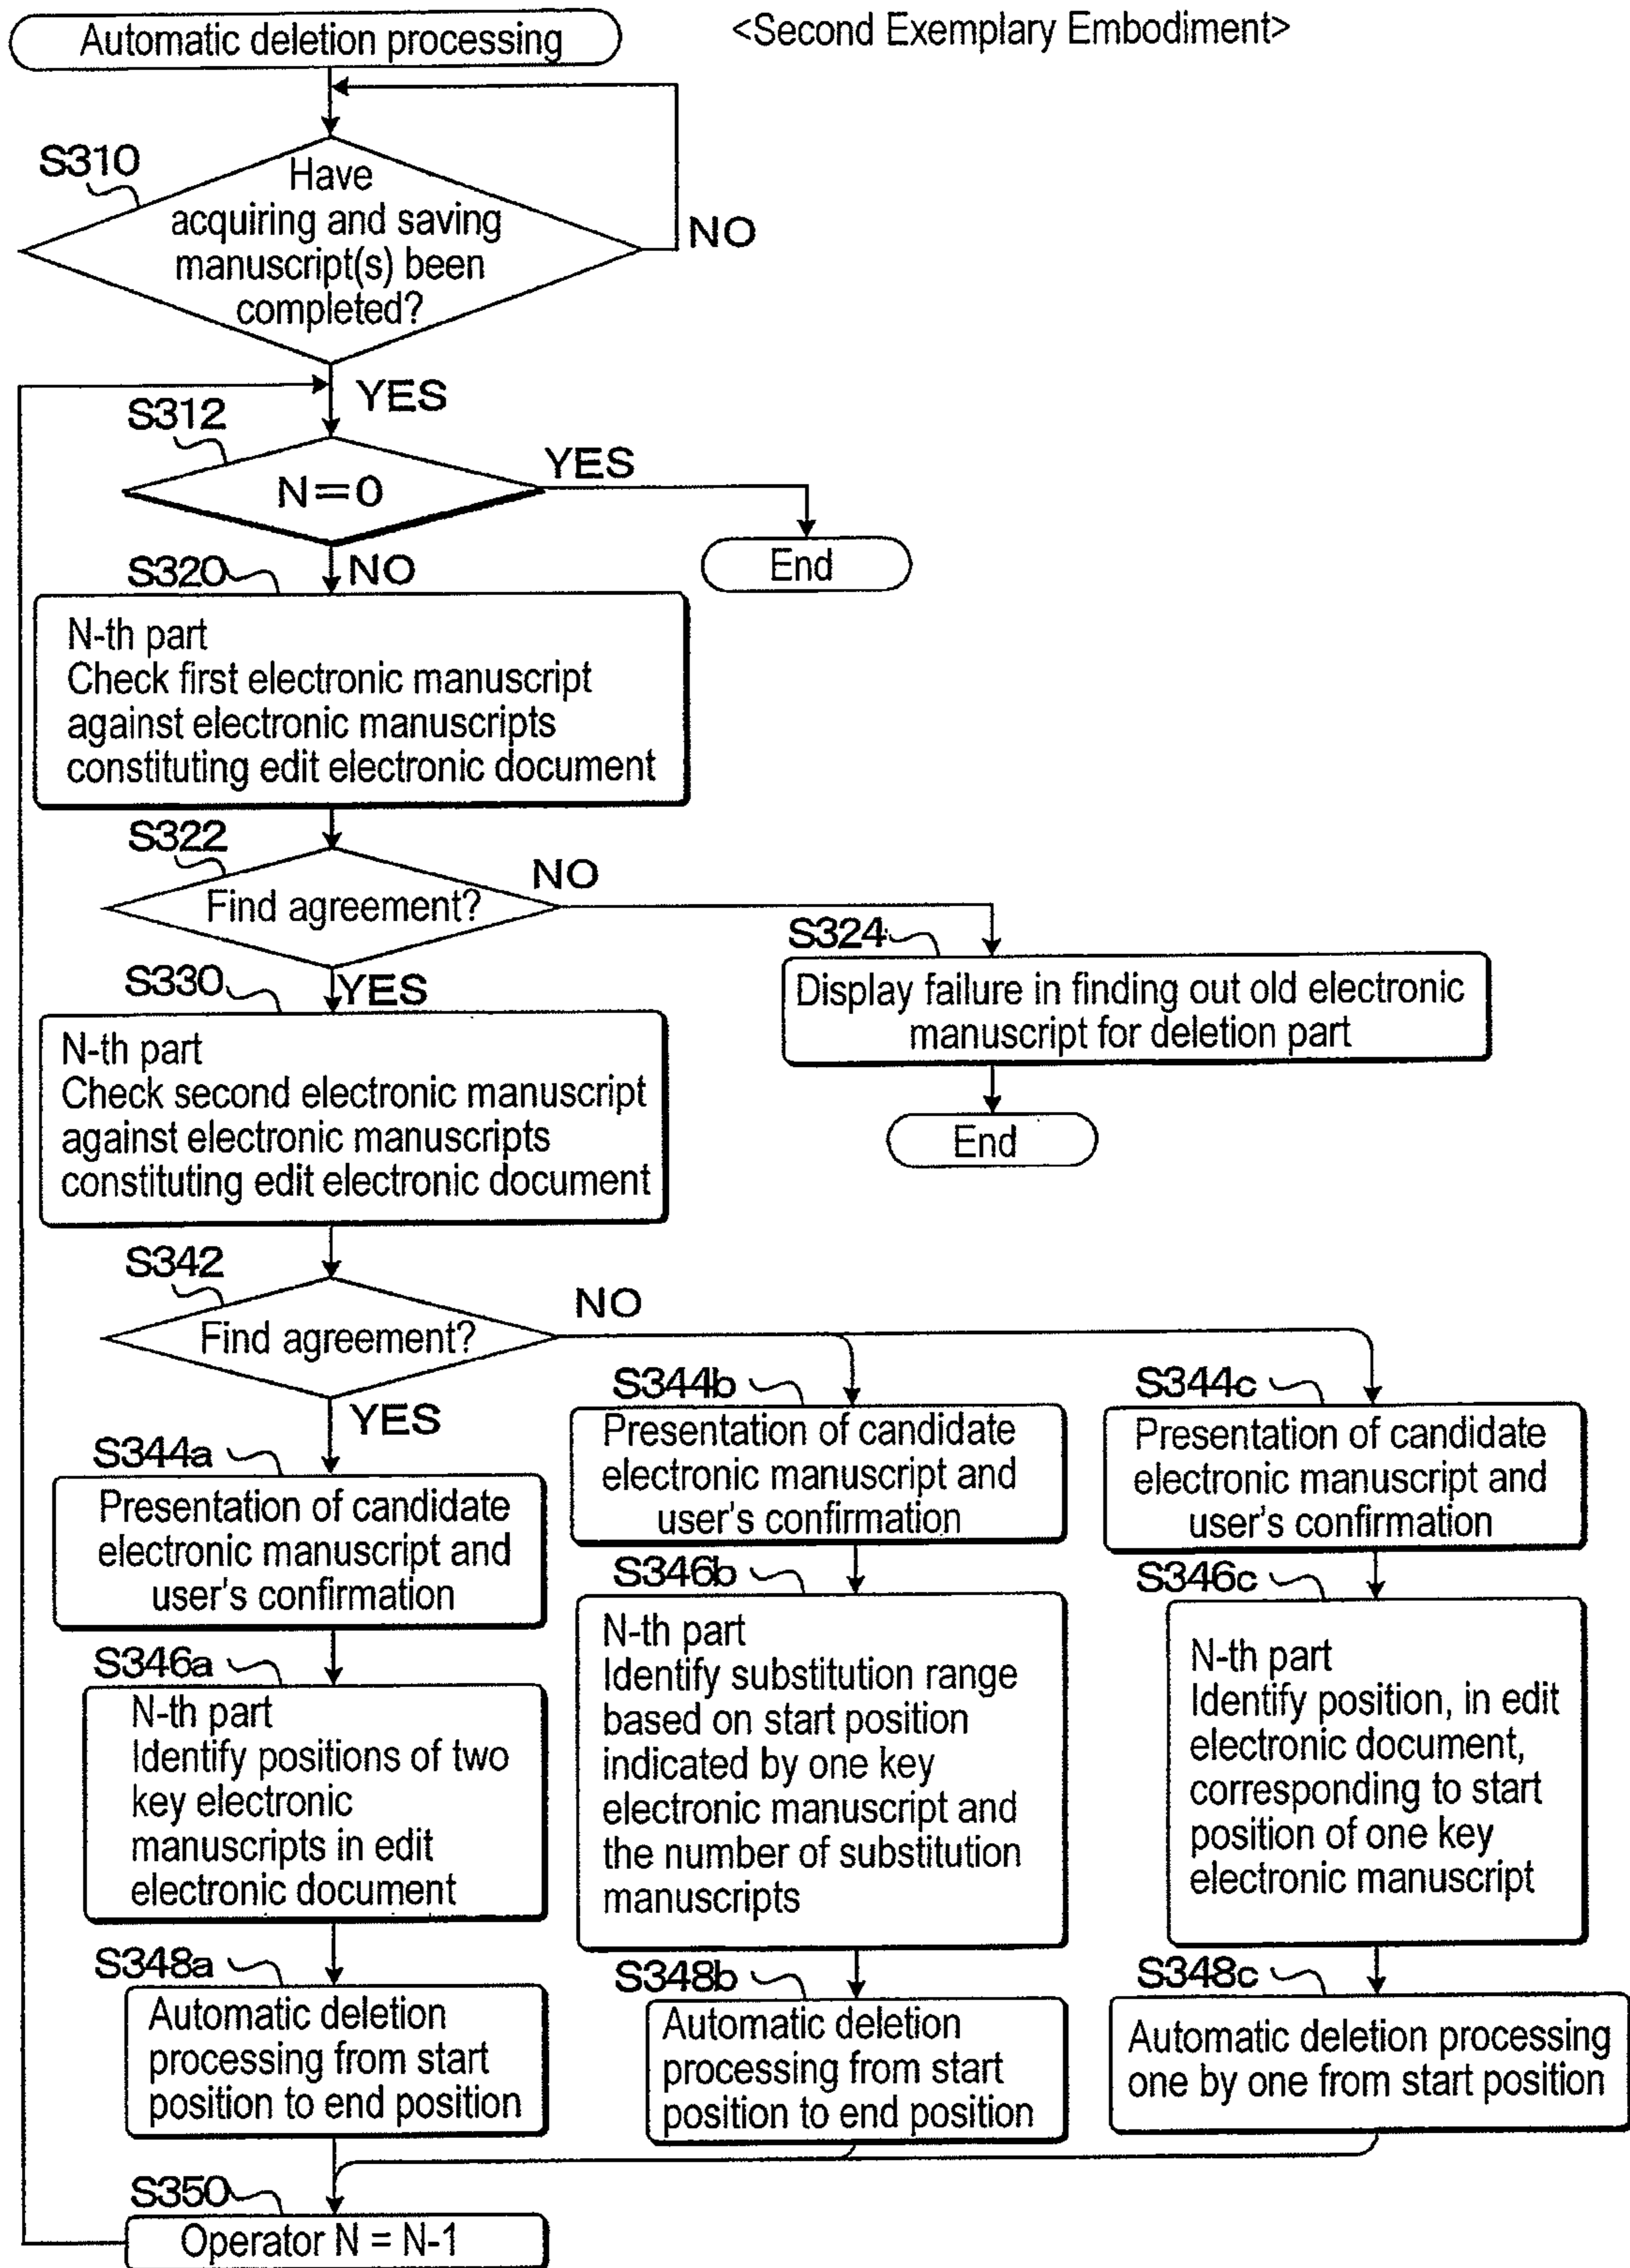 Automatic deletion processing
<Second Exemplary Embodiment>
S310
Have
acquiring and saving
manuscript(s) been
completed?
NO
YES
S312
N=0
YES
End
NO
S320
N-th part
Check first electronic manuscript
against electronic manuscripts
constituting edit electronic document
S322
Find agreement?
NO
S324
Display failure in finding out old electronic
manuscript for deletion part
End
YES
S330
N-th part
Check second electronic manuscript
against electronic manuscripts
constituting edit electronic document
S342
Find agreement?
NO
YES
S344a
Presentation of candidate
electronic manuscript and
user's confirmation
S346a
N-th part
Identify positions of two
key electronic
manuscripts in edit
electronic document
S348a
Automatic deletion
processing from start
position to end position
S344b
Presentation of candidate
electronic manuscript and
user's confirmation
S346b
N-th part
Identify substitution range
based on start position
indicated by one key
electronic manuscript and
the number of substitution
manuscripts
S348b
Automatic deletion
processing from start
position to end position
S344c
Presentation of candidate
electronic manuscript and
user's confirmation
S346c
N-th part
Identify position, in edit
electronic document,
corresponding to start
position of one key
electronic manuscript
S348c
Automatic deletion processing
one by one from start position
S350
Operator N = N-1